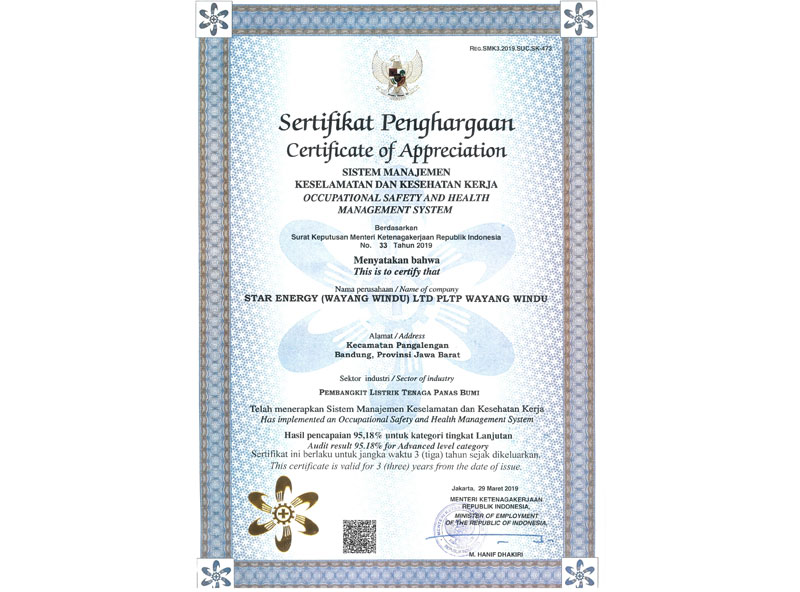 Reg.SMK3.2019.SUC.SK-473
Sertifikat Penghargaan
Certificate of Appreciation
SISTEM MANAJEMEN
KESELAMATAN DAN KESEHATAN KERJA
OCCUPATIONAL SAFETY AND HEALTH
MANAGEMENT SYSTEM
Berdasarkan
Surat Keputusan Menteri Ketenagakerjaan Republik Indonesia
No. 33 Tahun 2019
Menyatakan bahwa
This is to certify that
Nama perusahaan / Name of company
STAR ENERGY (WAYANG WINDU) LTD PLTP WAYANG WINDU
Alamat / Address
Kecamatan Pangalengan
Bandung, Provinsi Jawa Barat
Sektor industri / Sector of industry
PEMBANGKIT LISTRIK TENAGA PANAS BUMI
Telah menerapkan Sistem Manajemen Keselamatan dan Kesehatan Kerja
Has implemented an Occupational Safety and Health Management System
Hasil pencapaian 95,18% untuk kategori tingkat Lanjutan
Audit result 95.18% for Advanced level category
Sertifikat ini berlaku untuk jangka waktu 3 (tiga) tahun sejak dikeluarkan.
This certificate is valid for 3 (three) years from the date of issue.
Jakarta, 29 Maret 2019
MENTERI KETENAGAKERJAAN
REPUBLIK INDONESIA,
MINISTER OF EMPLOYMENT
OF THE REPUBLIC OF INDONESIA,
M. HANIF DHAKIRI